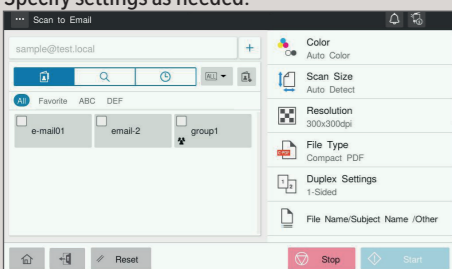 Specify settings as needed.
Scan to Email
sample@test.local
+
ALL
All Favorite ABC DEF
e-mail01
email-2
group1
Color
Auto Color
Scan Size
Auto Detect
Resolution
300x300dpi
File Type
Compact PDF
Duplex Settings
1-Sided
File Name/Subject Name /Other
Reset
Stop
Start